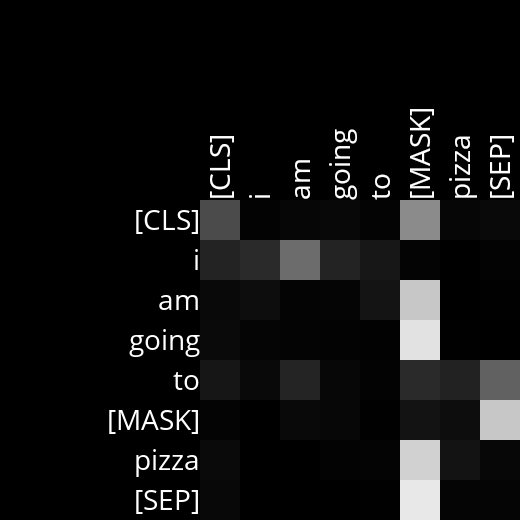 [CLS]
i
am
going
to
[MASK]
pizza
[SEP]
[CLS]
i
am
going
to
[MASK]
pizza
[SEP]